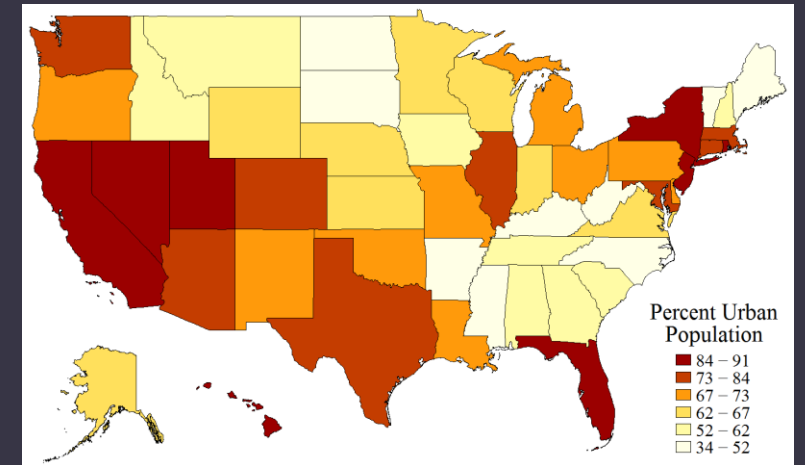 Percent Urban
Population
84 – 91
73 – 84
67 – 73
62 – 67
52 – 62
34 – 52